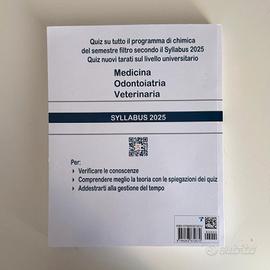 Quiz su tutto il programma di chimica
del semestre filtro secondo il Syllabus 2025
Quiz nuovi tarati sul livello universitario
Medicina
Odontoiatria
Veterinaria
SYLLABUS 2025
Per:
Verificare le conoscenze
Comprendere meglio la teoria con le spiegazioni dei quiz
Addestrarti alla gestione del tempo
subito